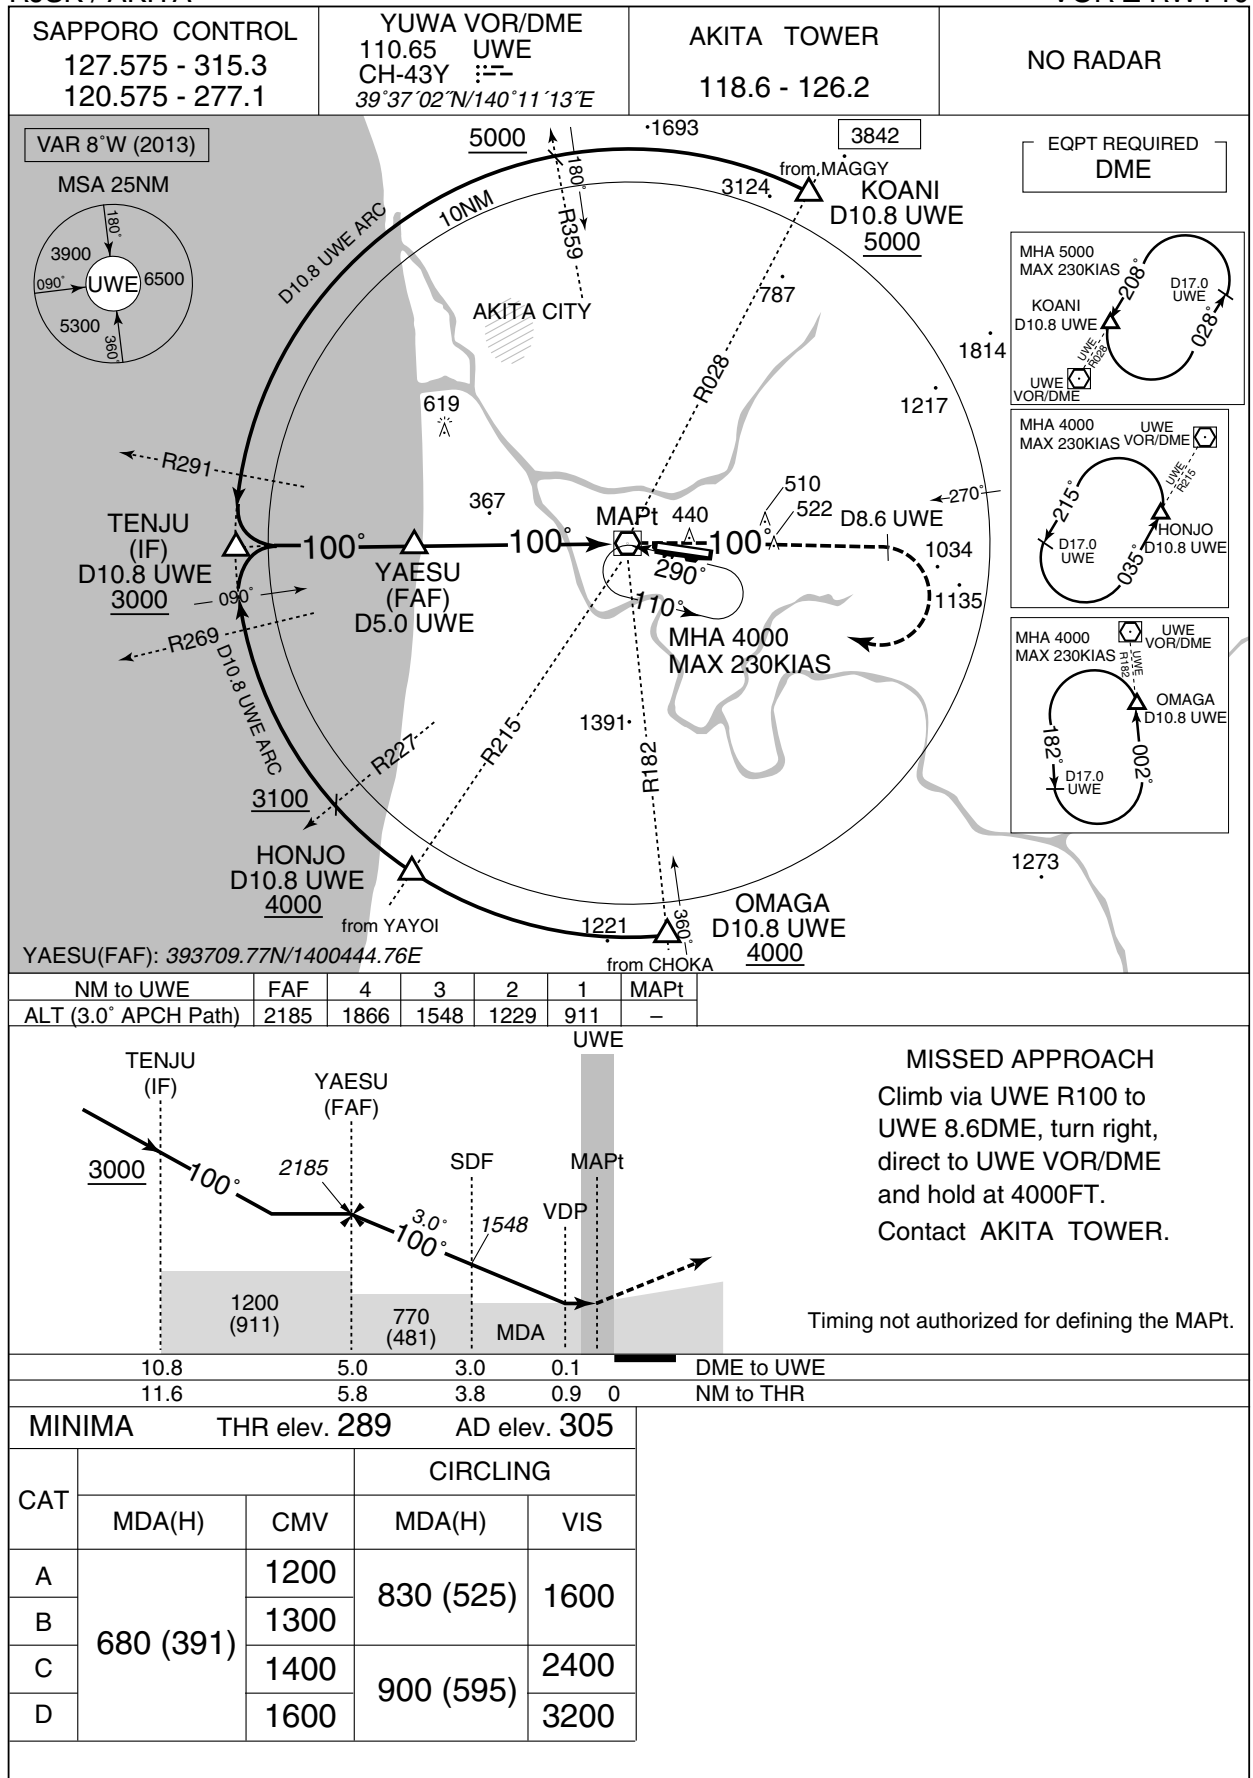 SAPPORO CONTROL
127.575 - 315.3
120.575 - 277.1
YUWA VOR/DME
110.65 UWE
CH-43Y
39°37´02˝N/140°11´13˝E
AKITA TOWER
118.6 - 126.2
NO RADAR
VAR 8°W (2013)
MSA 25NM
180°
3900
090°
UWE
6500
5300
360°
5000
1693
3842
EQPT REQUIRED
DME
from MAGGY
3124
KOANI
D10.8 UWE
5000
180°
R359
10NM
D10.8 UWE ARC
787
AKITA CITY
R028
1814
1217
619
MHA 5000
MAX 230KIAS
208°
D17.0
UWE
KOANI
D10.8 UWE
028°
UWE
R028
UWE
VOR/DME
MHA 4000
MAX 230KIAS
UWE
VOR/DME
UWE
R215
215°
HONJO
D10.8 UWE
D17.0
UWE
035°
MHA 4000
MAX 230KIAS
UWE
VOR/DME
UWE
R182
OMAGA
D10.8 UWE
182°
002°
D17.0
UWE
R291
367
510
522
270°
TENJU
(IF)
D10.8 UWE
3000
100°
100°
MAPt
440
100°
D8.6 UWE
1034
1135
YAESU
(FAF)
D5.0 UWE
290°
110°
MHA 4000
MAX 230KIAS
090°
R269
D10.8 UWE ARC
R227
3100
R215
1391
R182
HONJO
D10.8 UWE
4000
from YAYOI
1221
360°
OMAGA
D10.8 UWE
4000
from CHOKA
1273
YAESU(FAF): 393709.77N/1400444.76E
NM to UWE FAF 4 3 2 1 MAPt
ALT (3.0° APCH Path) 2185 1866 1548 1229 911 –
UWE
TENJU
(IF)
YAESU
(FAF)
3000
100°
2185
SDF
MAPt
3.0°
100°
1548
VDP
1200
(911)
770
(481)
MDA
MISSED APPROACH
Climb via UWE R100 to
UWE 8.6DME, turn right,
direct to UWE VOR/DME
and hold at 4000FT.
Contact AKITA TOWER.
Timing not authorized for defining the MAPt.
10.8 5.0 3.0 0.1 DME to UWE
11.6 5.8 3.8 0.9 0 NM to THR
MINIMA THR elev. 289 AD elev. 305
CAT
CIRCLING
MDA(H) CMV MDA(H) VIS
A 680 (391) 1200 830 (525) 1600
B 1300
C 1400 900 (595) 2400
D 1600 3200